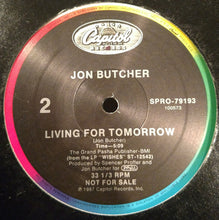 Capitol
JON BUTCHER
2
SPRO-79193
100573
LIVING FOR TOMORROW
(Jon Butcher)
Time—5:09
The Grand Pasha Publisher-BMI
(from the LP "WISHES" ST-12542)
Produced by Spencer Proffer and
Jon Butcher for
33 1/3 RPM
NOT FOR SALE
℗ 1987 Capitol Records, Inc.